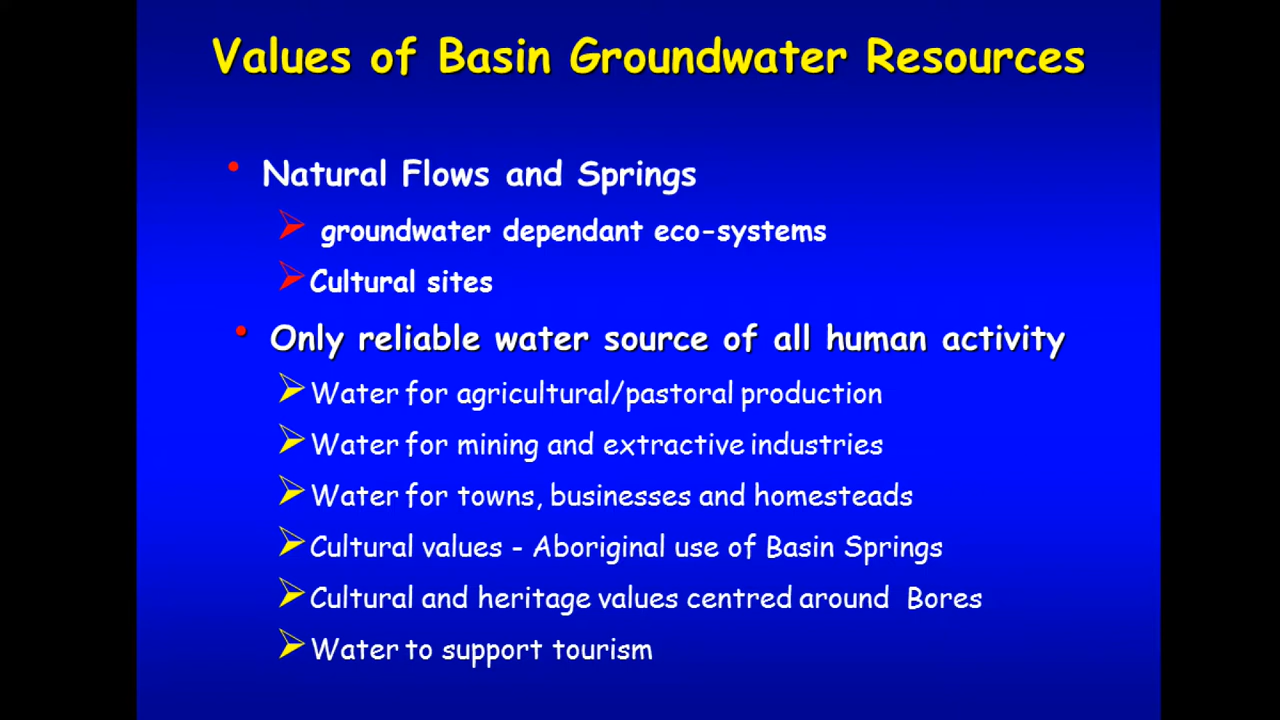 Values of Basin Groundwater Resources
• Natural Flows and Springs
➢ groundwater dependant eco-systems
➢ Cultural sites
• Only reliable water source of all human activity
➢ Water for agricultural/pastoral production
➢ Water for mining and extractive industries
➢ Water for towns, businesses and homesteads
➢ Cultural values - Aboriginal use of Basin Springs
➢ Cultural and heritage values centred around Bores
➢ Water to support tourism